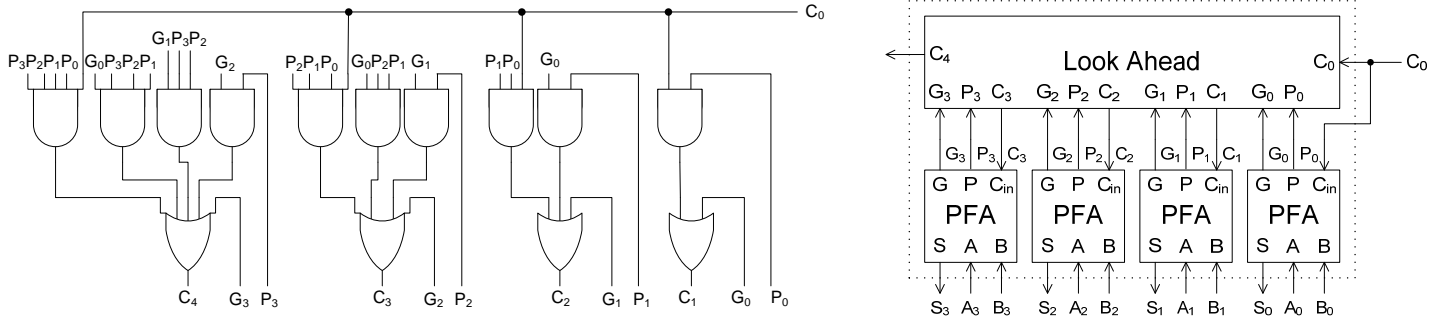 C₀
G₁P₃P₂
P₃P₂P₁P₀ G₀P₃P₂P₁ G₂ P₂P₁P₀ G₀P₂P₁ G₁ P₁P₀ G₀
C₄ G₃ P₃ C₃ G₂ P₂ C₂ G₁ P₁ C₁ G₀ P₀
C₄ Look Ahead C₀ C₀
G₃ P₃ C₃ G₂ P₂ C₂ G₁ P₁ C₁ G₀ P₀
G₃ P₃ C₃ G₂ P₂ C₂ G₁ P₁ C₁ G₀ P₀
G P Cin G P Cin G P Cin G P Cin
PFA PFA PFA PFA
S A B S A B S A B S A B
S₃ A₃ B₃ S₂ A₂ B₂ S₁ A₁ B₁ S₀ A₀ B₀